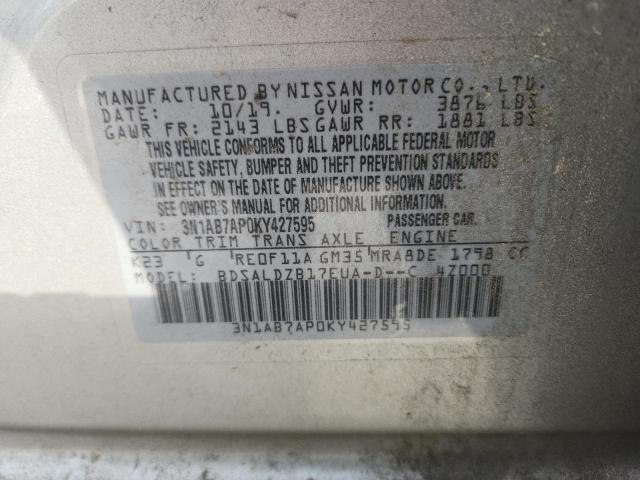 MANUFACTURED BY NISSAN MOTOR CO., LTD.
DATE: 10/19. GVWR: 3876 LBS
GAWR FR: 2143 LBS GAWR RR: 1881 LBS
THIS VEHICLE CONFORMS TO ALL APPLICABLE FEDERAL MOTOR
VEHICLE SAFETY, BUMPER AND THEFT PREVENTION STANDARDS
IN EFFECT ON THE DATE OF MANUFACTURE SHOWN ABOVE.
SEE OWNER'S MANUAL FOR ADDITIONAL INFORMATION.
VIN: 3N1AB7AP0KY427595 PASSENGER CAR.
COLOR TRIM TRANS AXLE ENGINE
K23 G RE0F11A GM35 MRA8DE 1798 CC
MODEL: BDSALDZB17EUA-D--C 4Z000
3N1AB7AP0KY427595